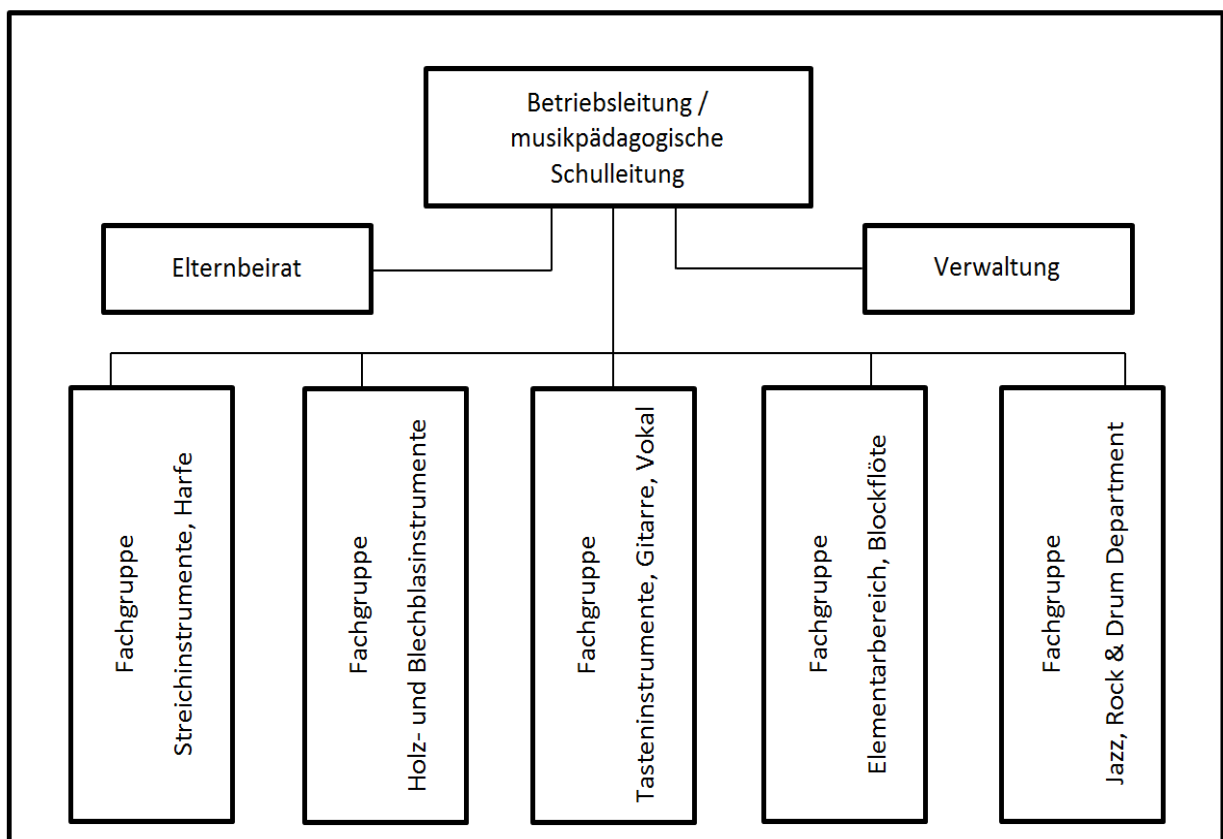 Betriebsleitung /
musikpädagogische
Schulleitung
Elternbeirat
Verwaltung
Fachgruppe
Streichinstrumente, Harfe
Fachgruppe
Holz- und Blechblasinstrumente
Fachgruppe
Tasteninstrumente, Gitarre, Vokal
Fachgruppe
Elementarbereich, Blockflöte
Fachgruppe
Jazz, Rock & Drum Department